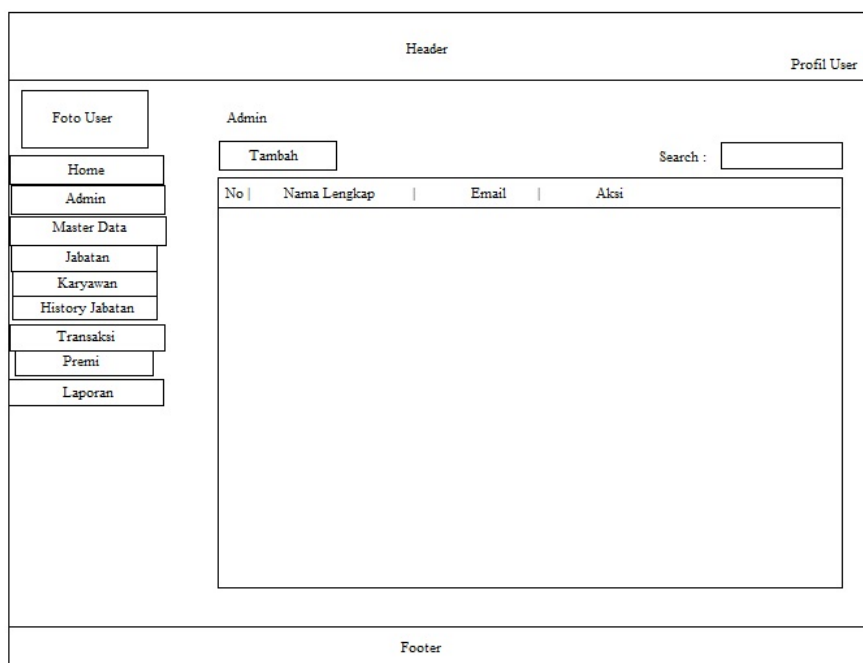 Header
Profil User
Foto User
Home
Admin
Master Data
Jabatan
Karyawan
History Jabatan
Transaksi
Premi
Laporan
Admin
Tambah
Search :
No | Nama Lengkap | Email | Aksi
Footer